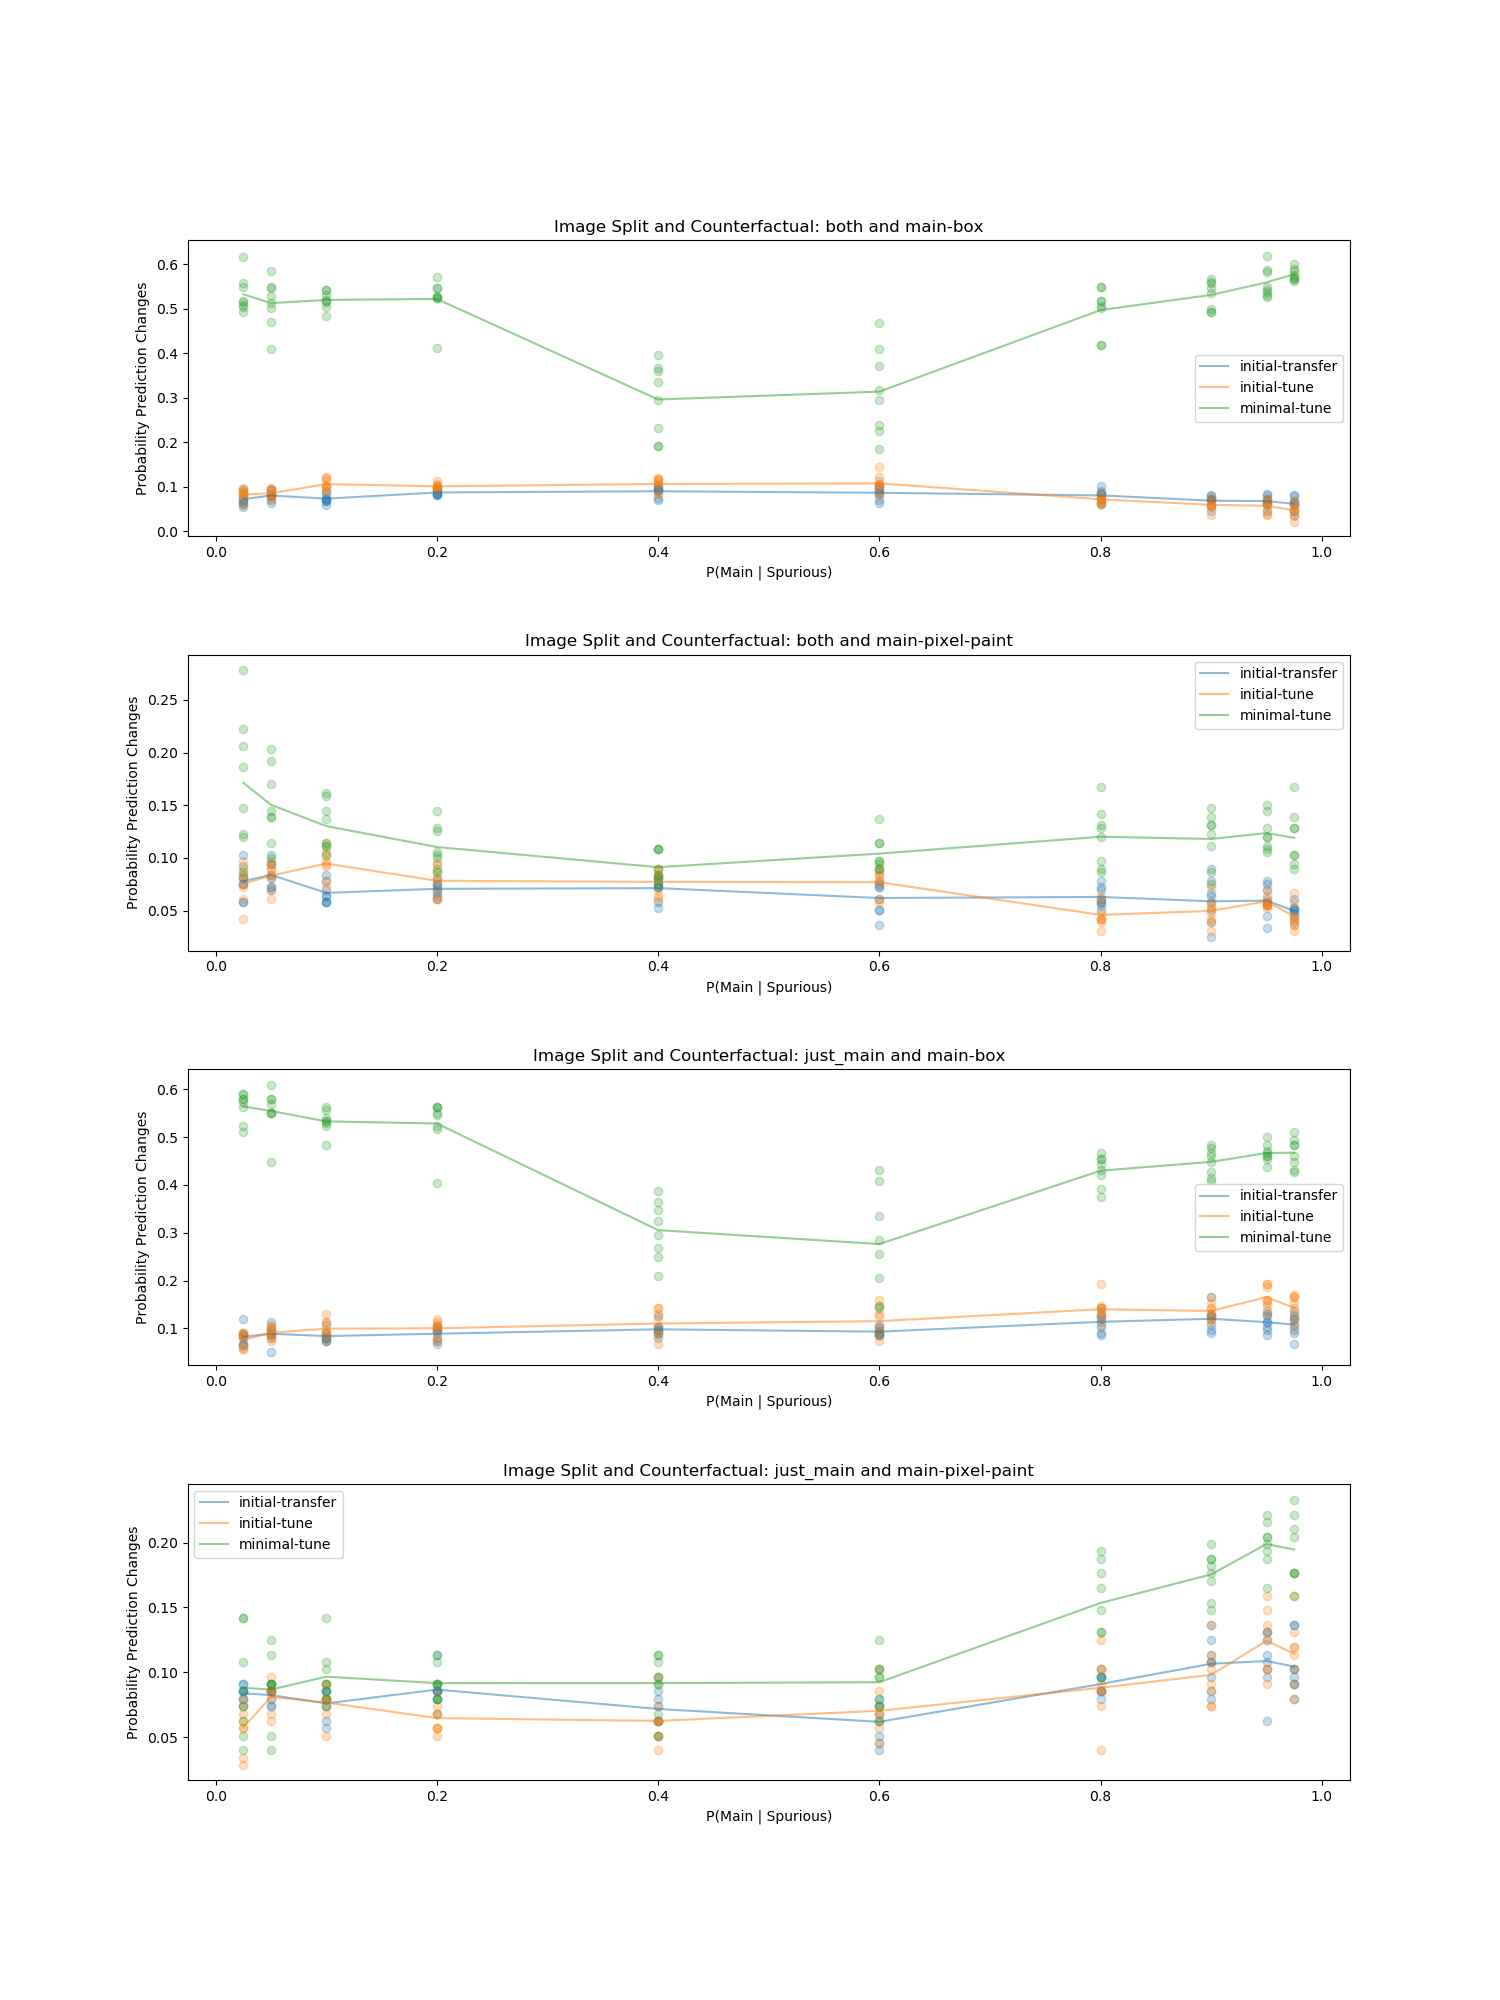 Image Split and Counterfactual: both and main-box
Probability Prediction Changes
0.6
0.5
0.4
0.3
0.2
0.1
0.0
initial-transfer
initial-tune
minimal-tune
0.0 0.2 0.4 0.6 0.8 1.0
P(Main | Spurious)
Image Split and Counterfactual: both and main-pixel-paint
Probability Prediction Changes
0.25
0.20
0.15
0.10
0.05
initial-transfer
initial-tune
minimal-tune
0.0 0.2 0.4 0.6 0.8 1.0
P(Main | Spurious)
Image Split and Counterfactual: just_main and main-box
Probability Prediction Changes
0.6
0.5
0.4
0.3
0.2
0.1
initial-transfer
initial-tune
minimal-tune
0.0 0.2 0.4 0.6 0.8 1.0
P(Main | Spurious)
Image Split and Counterfactual: just_main and main-pixel-paint
Probability Prediction Changes
initial-transfer
initial-tune
minimal-tune
0.20
0.15
0.10
0.05
0.0 0.2 0.4 0.6 0.8 1.0
P(Main | Spurious)